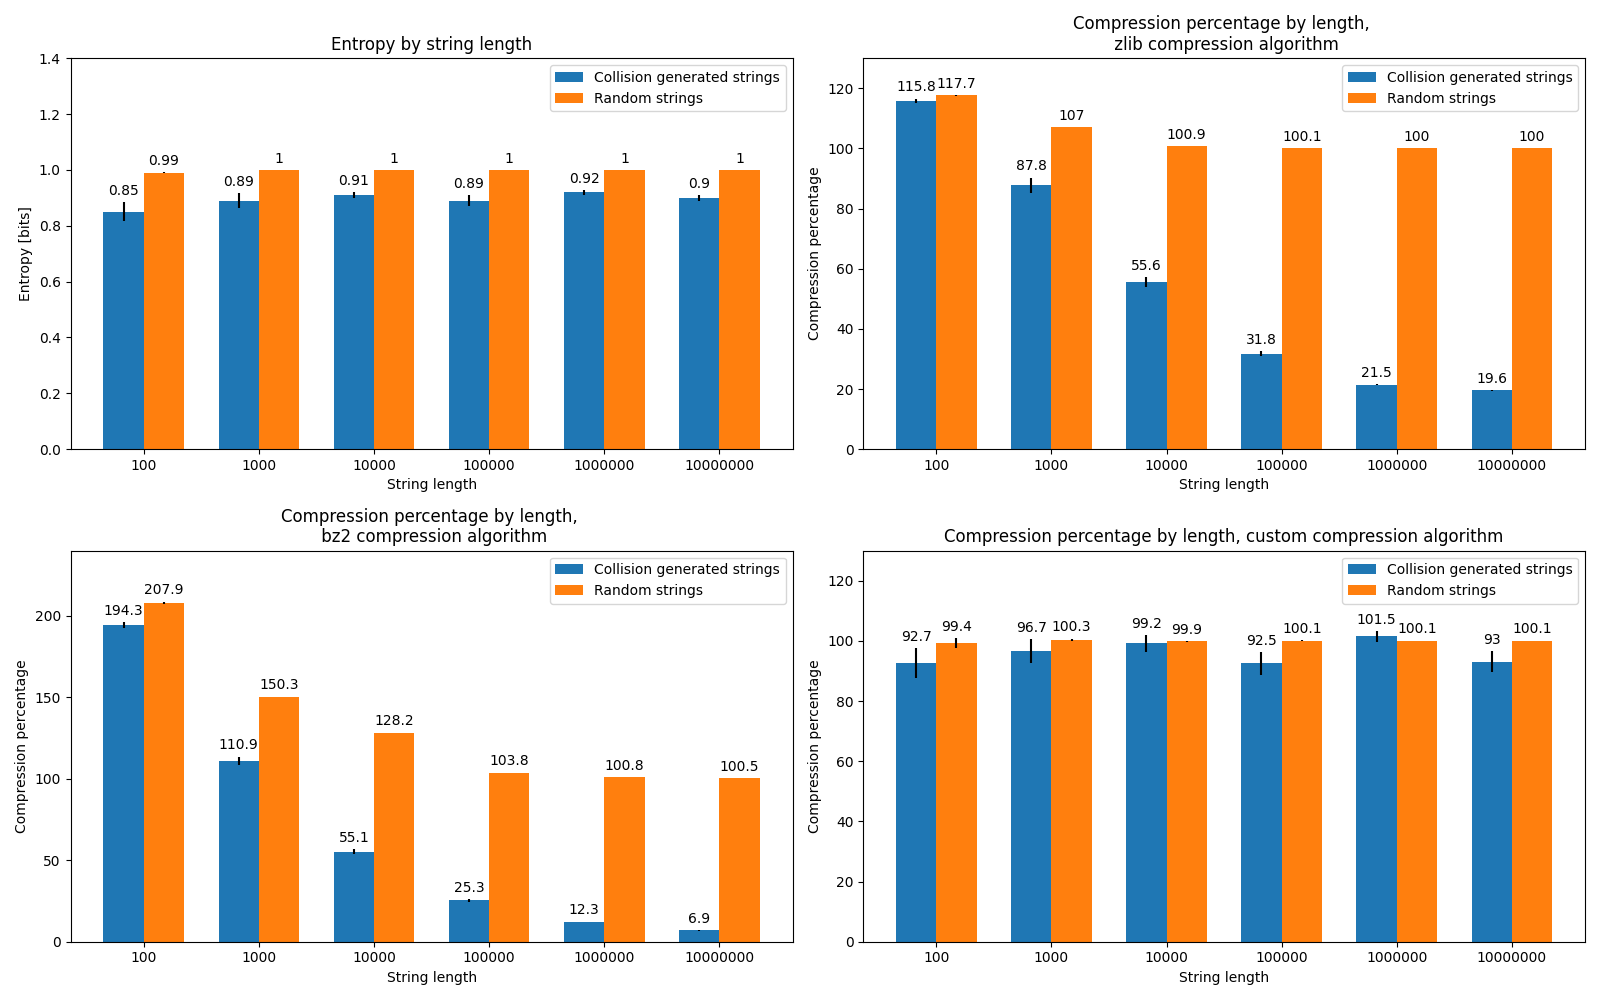 Entropy by string length
1.4
1.2
1.0
0.8
0.6
0.4
0.2
0.0
Entropy [bits]
Collision generated strings
Random strings
0.85 0.99 0.89 1 0.91 1 0.89 1 0.92 1 0.9 1
100 1000 10000 100000 1000000 10000000
String length
Compression percentage by length,
zlib compression algorithm
120
100
80
60
40
20
0
Compression percentage
Collision generated strings
Random strings
115.8 117.7 87.8 107 55.6 100.9 31.8 100.1 21.5 100 19.6 100
100 1000 10000 100000 1000000 10000000
String length
Compression percentage by length,
bz2 compression algorithm
200
150
100
50
0
Compression percentage
Collision generated strings
Random strings
194.3 207.9 110.9 150.3 55.1 128.2 25.3 103.8 12.3 100.8 6.9 100.5
100 1000 10000 100000 1000000 10000000
String length
Compression percentage by length, custom compression algorithm
120
100
80
60
40
20
0
Compression percentage
Collision generated strings
Random strings
92.7 99.4 96.7 100.3 99.2 99.9 92.5 100.1 101.5 100.1 93 100.1
100 1000 10000 100000 1000000 10000000
String length